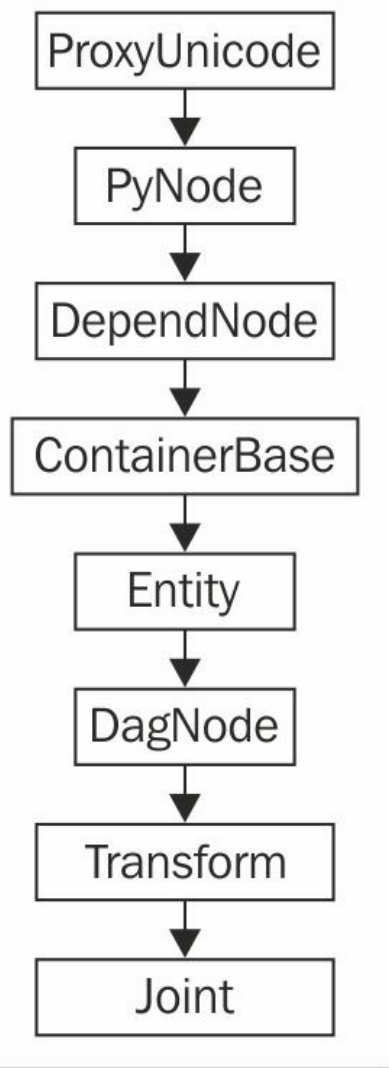 ProxyUnicode
PyNode
DependNode
ContainerBase
Entity
DagNode
Transform
Joint